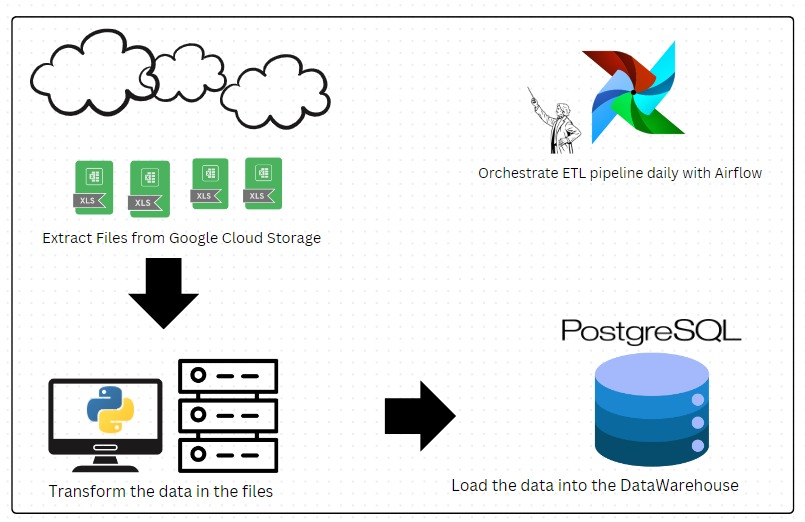 Orchestrate ETL pipeline daily with Airflow
XLS XLS XLS XLS
Extract Files from Google Cloud Storage
PostgreSQL
Transform the data in the files
Load the data into the DataWarehouse